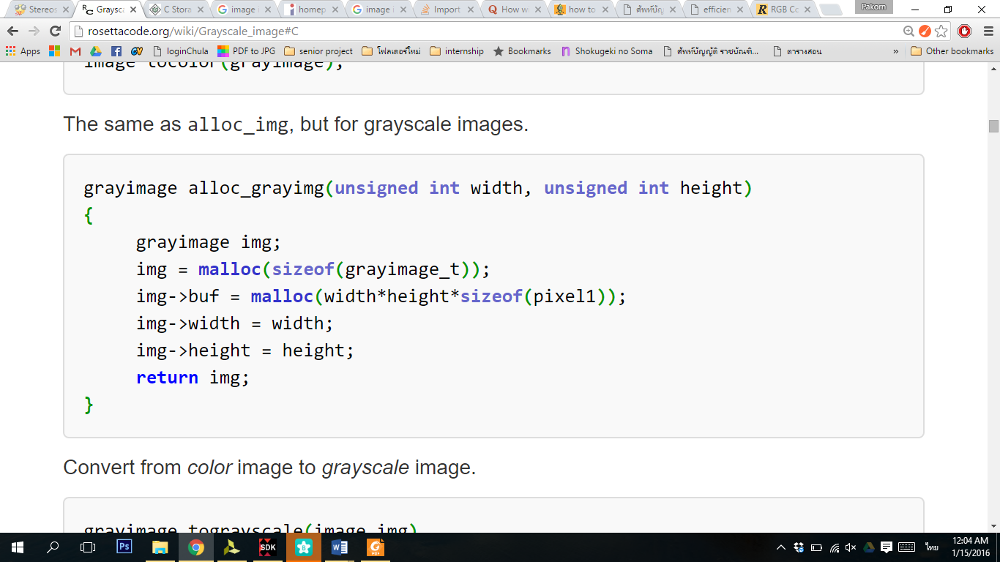 Stereos
Graysca
C Stora
image i
homep
image i
Import
How w
how to
ศัพท์บัญ
efficien
RGB Co
Pakorn
rosettacode.org/wiki/Grayscale_image#C
Apps
loginChula
PDF to JPG
senior project
โฟลเดอร์ใหม่
internship
Bookmarks
Shokugeki no Soma
ศัพท์บัญญัติ ราชบัณฑิ...
ตารางสอน
»
Other bookmarks
image tocolor(grayimage);
The same as alloc_img, but for grayscale images.
grayimage alloc_grayimg(unsigned int width, unsigned int height)
{
grayimage img;
img = malloc(sizeof(grayimage_t));
img->buf = malloc(width*height*sizeof(pixel1));
img->width = width;
img->height = height;
return img;
}
Convert from color image to grayscale image.
grayimage tograyscale(image img)
Ps
SDK
B
W
PDF
ไทย
12:04 AM
1/15/2016